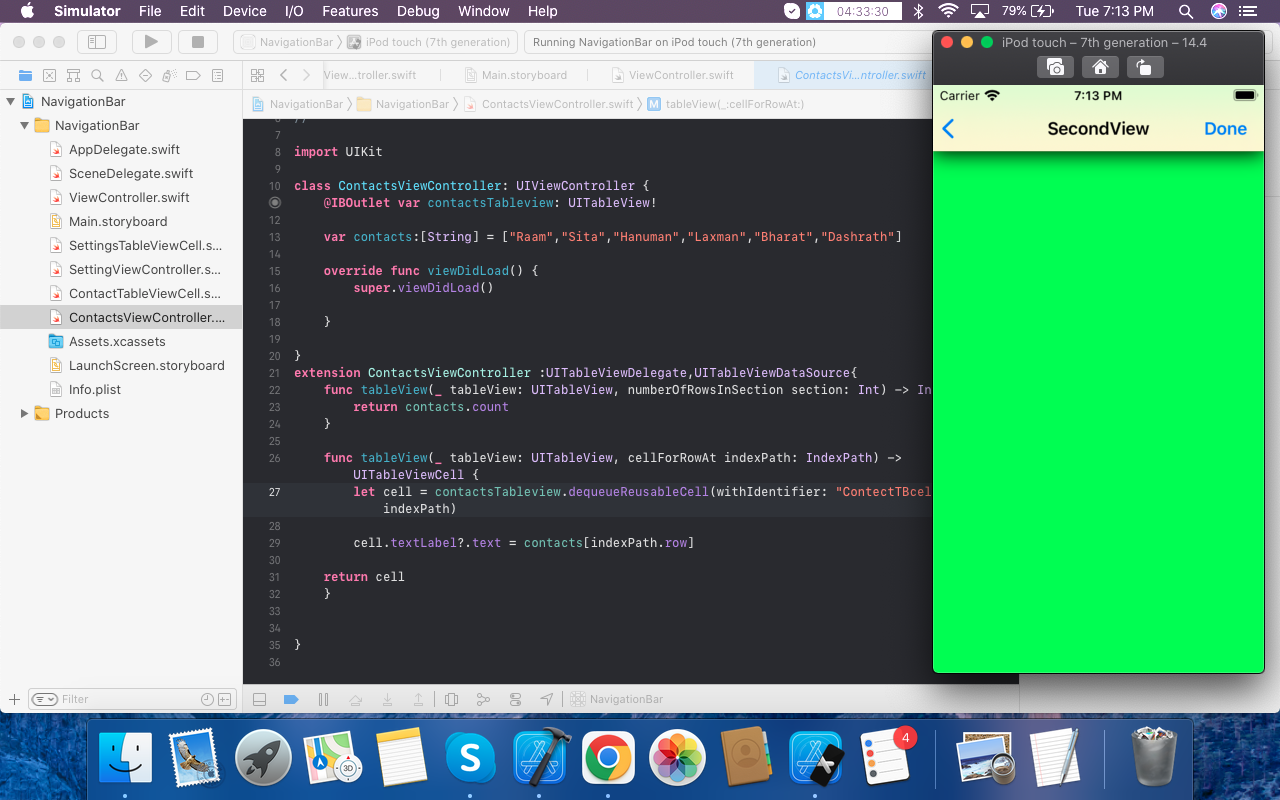 Simulator File Edit Device I/O Features Debug Window Help 04:33:30 79% Tue 7:13 PM
NavigationBar iPod touch (7th generation) Running NavigationBar on iPod touch (7th generation)
iPod touch – 7th generation – 14.4
View...troller.swift Main.storyboard ViewController.swift ContactsVi...ntroller.swift
NavigationBar NavigationBar ContactsViewController.swift M tableView(_:cellForRowAt:)
Carrier 7:13 PM
SecondView Done
NavigationBar
NavigationBar
AppDelegate.swift
SceneDelegate.swift
ViewController.swift
Main.storyboard
SettingsTableViewCell.s...
SettingViewController.s...
ContactTableViewCell.s...
ContactsViewController....
Assets.xcassets
LaunchScreen.storyboard
Info.plist
Products
Filter
6 //
7
8 import UIKit
9
10 class ContactsViewController: UIViewController {
@IBOutlet var contactsTableview: UITableView!
12
13 var contacts:[String] = ["Raam","Sita","Hanuman","Laxman","Bharat","Dashrath"]
14
15 override func viewDidLoad() {
16 super.viewDidLoad()
17
18 }
19
20 }
21 extension ContactsViewController :UITableViewDelegate,UITableViewDataSource{
22 func tableView(_ tableView: UITableView, numberOfRowsInSection section: Int) -> In
23 return contacts.count
24 }
25
26 func tableView(_ tableView: UITableView, cellForRowAt indexPath: IndexPath) ->
UITableViewCell {
27 let cell = contactsTableview.dequeueReusableCell(withIdentifier: "ContectTBcel
indexPath)
28
29 cell.textLabel?.text = contacts[indexPath.row]
30
31 return cell
32 }
33
34
35 }
36
NavigationBar
3D
4